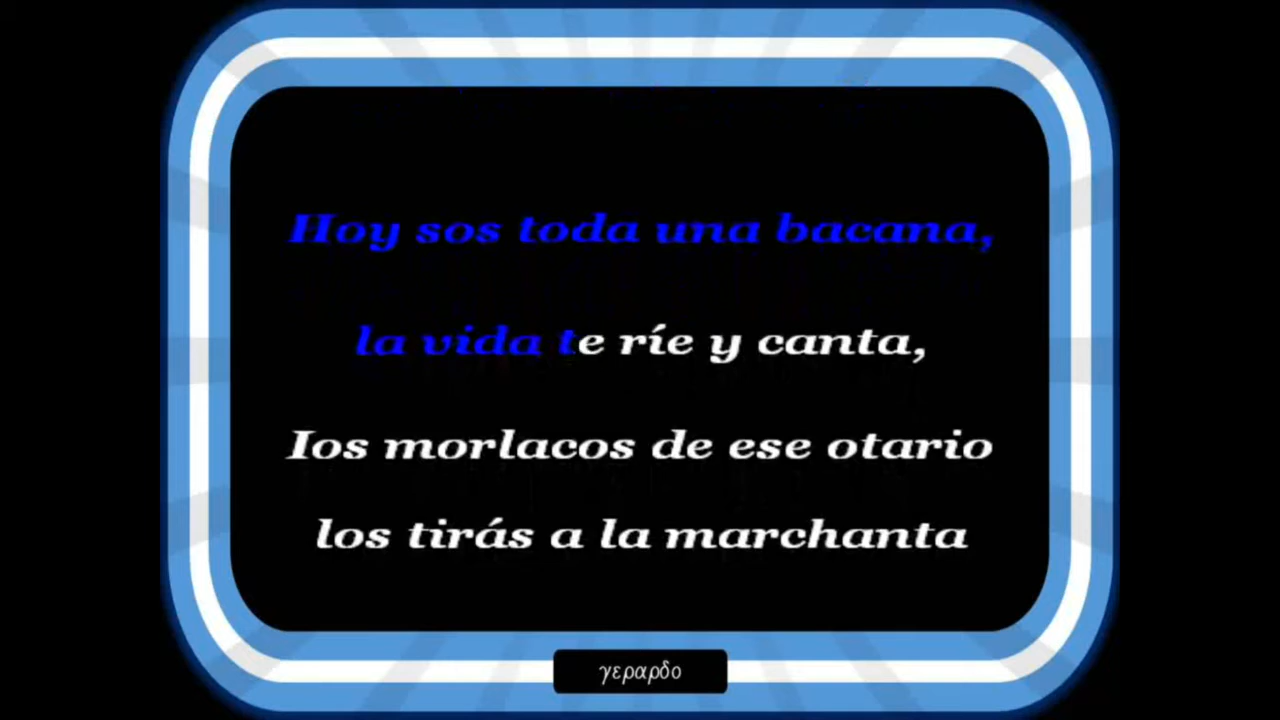 Hoy sos toda una bacana,
la vida te ríe y canta,
Ios morlacos de ese otario
los tirás a la marchanta
γεραρδο